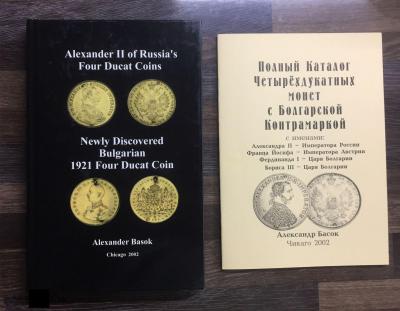 Alexander II of Russia's
Four Ducat Coins
Newly Discovered
Bulgarian
1921 Four Ducat Coin
Alexander Basok
Chicago 2002
Полный Каталог
Четырёхдукатных
монет
с Болгарской
Контрамаркой
с именами:
Александра II – Императора России
Франца Иосифа – Императора Австрии
Фердинанда I – Царя Болгарии
Бориса III – Царя Болгарии
Александр Басок
Чикаго 2002